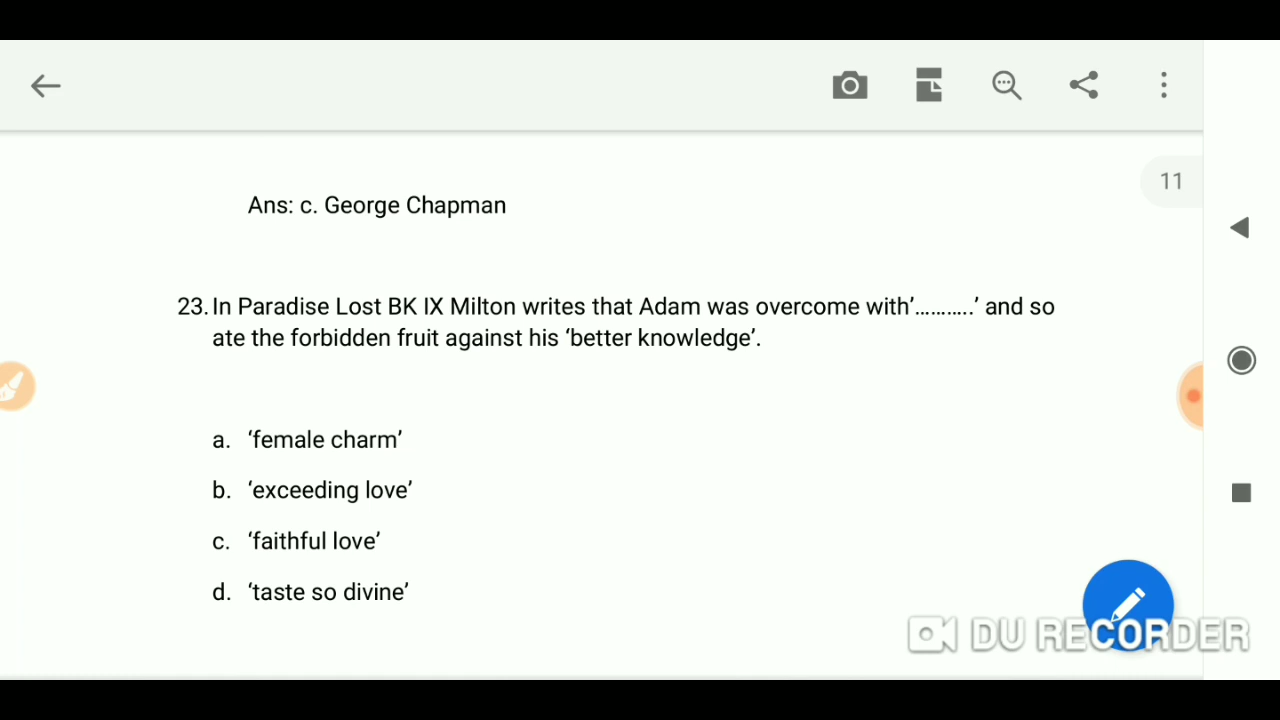 11
Ans: c. George Chapman
23. In Paradise Lost BK IX Milton writes that Adam was overcome with’...........’ and so
ate the forbidden fruit against his ‘better knowledge’.
a. ‘female charm’
b. ‘exceeding love’
c. ‘faithful love’
d. ‘taste so divine’
DU RECORDER